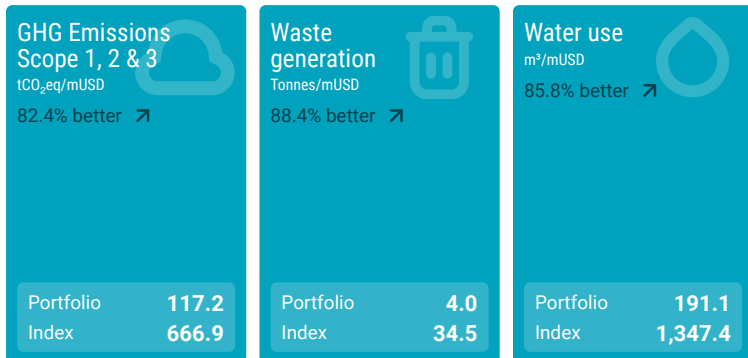 GHG Emissions
Scope 1, 2 & 3
tCO₂eq/mUSD
82.4% better
Portfolio 117.2
Index 666.9
Waste
generation
Tonnes/mUSD
88.4% better
Portfolio 4.0
Index 34.5
Water use
m³/mUSD
85.8% better
Portfolio 191.1
Index 1,347.4